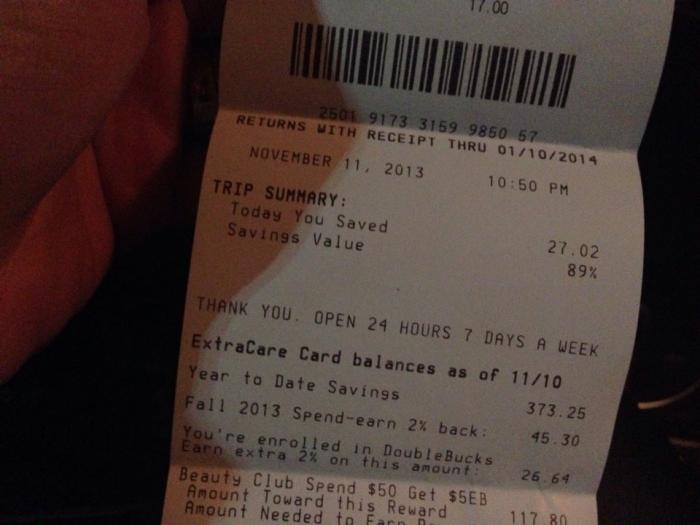 17.00
2501 9173 3159 9850 67
RETURNS WITH RECEIPT THRU 01/10/2014
NOVEMBER 11, 2013 10:50 PM
TRIP SUMMARY:
Today You Saved 27.02
Savings Value 89%
THANK YOU. OPEN 24 HOURS 7 DAYS A WEEK
ExtraCare Card balances as of 11/10
Year to Date Savings 373.25
Fall 2013 Spend-earn 2% back: 45.30
You're enrolled in DoubleBucks
Earn extra 2% on this amount: 26.64
Beauty Club Spend $50 Get $5EB
Amount Toward this Reward 117.80
Amount Needed to Earn